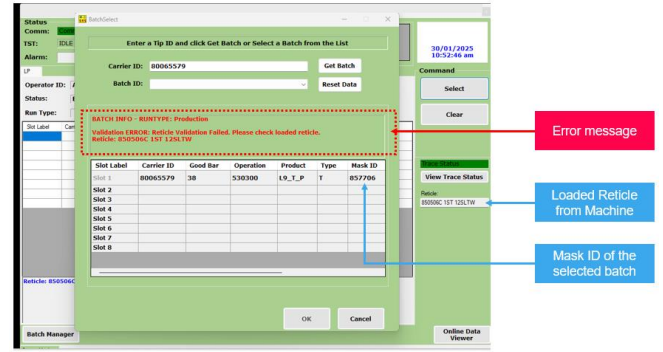 Status
Comm:
TST: IDLE
Alarm:
LP
Operator ID:
Status:
Run Type:
Slot Label
Reticle: 850506C
Batch Manager
BatchSelect
Enter a Tip ID and click Get Batch or Select a Batch from the List
Carrier ID: 80065579 Get Batch
Batch ID: Reset Data
BATCH INFO - RUNTYPE: Production
Validation ERROR: Reticle Validation Failed. Please check loaded reticle.
Reticle: 850506C 1ST 12SLTW
Slot Label Carrier ID Good Bar Operation Product Type Mask ID
Slot 1 80065579 38 530300 L9_T_P T 857706
Slot 2
Slot 3
Slot 4
Slot 5
Slot 6
Slot 7
Slot 8
OK Cancel
30/01/2025
10:52:46 am
Command
Select
Clear
Trace Status
View Trace Status
Reticle:
850506C 1ST 12SLTW
Online Data
Viewer
Error message
Loaded Reticle
from Machine
Mask ID of the
selected batch